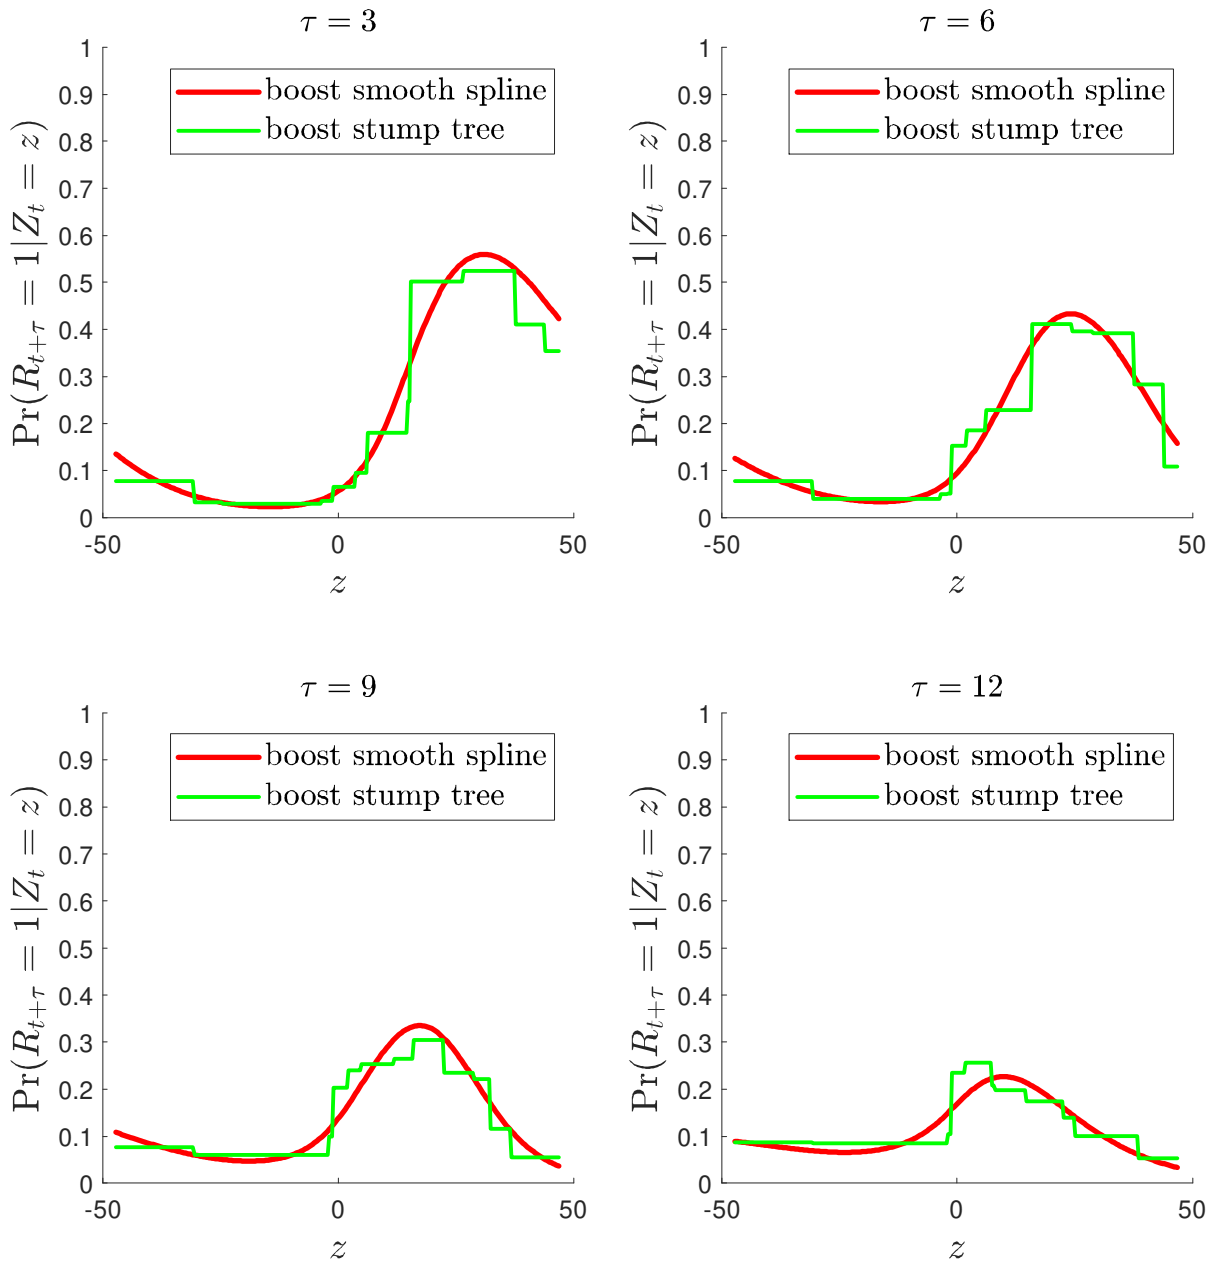 τ = 3
boost smooth spline
boost stump tree
Pr(R_{t+τ} = 1|Z_t = z)
1
0.9
0.8
0.7
0.6
0.5
0.4
0.3
0.2
0.1
0
-50
0
50
z
τ = 6
boost smooth spline
boost stump tree
Pr(R_{t+τ} = 1|Z_t = z)
1
0.9
0.8
0.7
0.6
0.5
0.4
0.3
0.2
0.1
0
-50
0
50
z
τ = 9
boost smooth spline
boost stump tree
Pr(R_{t+τ} = 1|Z_t = z)
1
0.9
0.8
0.7
0.6
0.5
0.4
0.3
0.2
0.1
0
-50
0
50
z
τ = 12
boost smooth spline
boost stump tree
Pr(R_{t+τ} = 1|Z_t = z)
1
0.9
0.8
0.7
0.6
0.5
0.4
0.3
0.2
0.1
0
-50
0
50
z